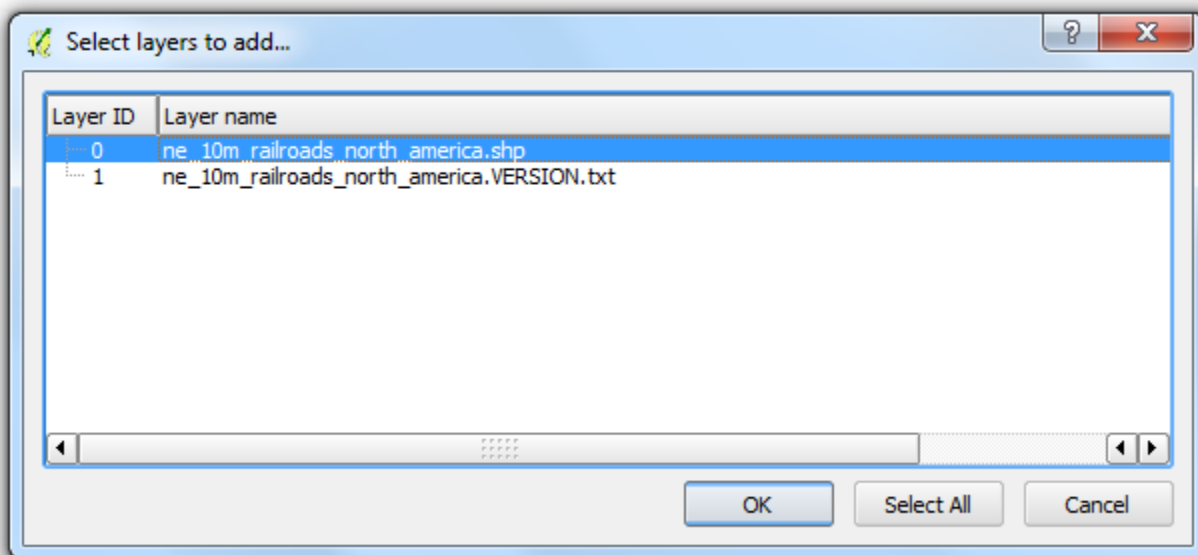 Select layers to add...
Layer ID Layer name
0 ne_10m_railroads_north_america.shp
1 ne_10m_railroads_north_america.VERSION.txt
OK Select All Cancel